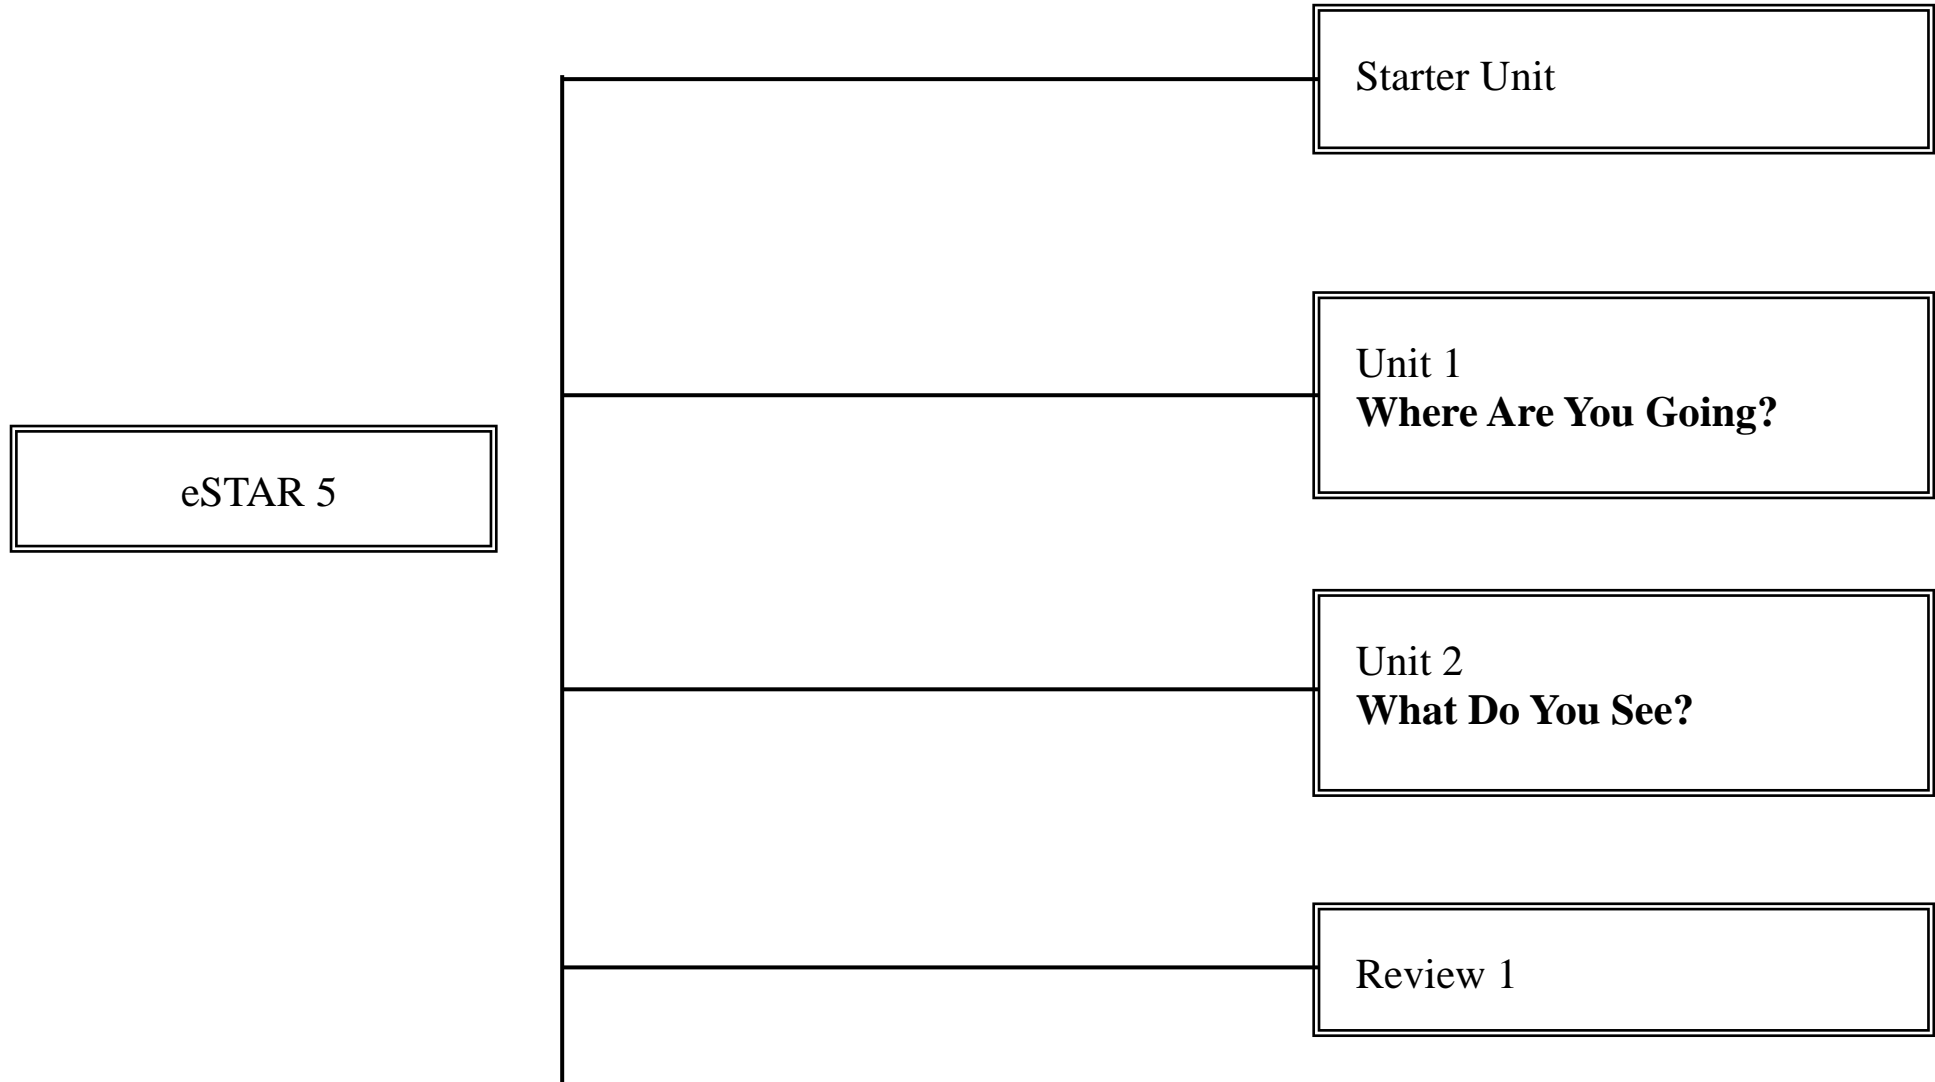 Starter Unit
Unit 1
Where Are You Going?
eSTAR 5
Unit 2
What Do You See?
Review 1